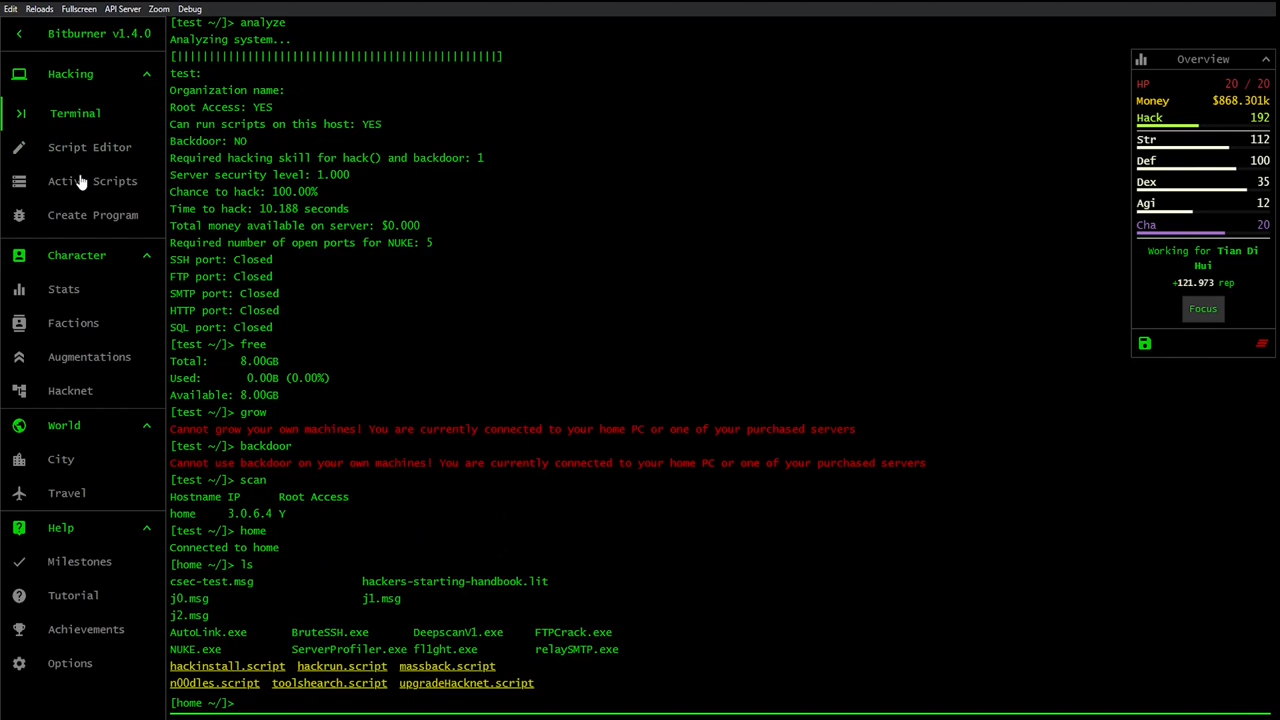 Edit Reloads Fullscreen API Server Zoom Debug
Bitburner v1.4.0
Hacking
Terminal
Script Editor
Scripts
Create Program
Character
Stats
Factions
Augmentations
Hacknet
World
City
Travel
Help
Milestones
Tutorial
Achievements
Options
[test ~/]> analyze
Analyzing system...
[||||||||||||||||||||||||||||||||||||||||||||||||||]
test:
Organization name:
Root Access: YES
Can run scripts on this host: YES
Backdoor: NO
Required hacking skill for hack() and backdoor: 1
Server security level: 1.000
Chance to hack: 100.00%
Time to hack: 10.188 seconds
Total money available on server: $0.000
Required number of open ports for NUKE: 5
SSH port: Closed
FTP port: Closed
SMTP port: Closed
HTTP port: Closed
SQL port: Closed
[test ~/]> free
Total: 8.00GB
Used: 0.00B (0.00%)
Available: 8.00GB
[test ~/]> grow
Cannot grow your own machines! You are currently connected to your home PC or one of your purchased servers
[test ~/]> backdoor
Cannot use backdoor on your own machines! You are currently connected to your home PC or one of your purchased servers
[test ~/]> scan
Hostname IP Root Access
home 3.0.6.4 Y
[test ~/]> home
Connected to home
[home ~/]> ls
csec-test.msg hackers-starting-handbook.lit
j0.msg j1.msg
j2.msg
AutoLink.exe BruteSSH.exe DeepscanV1.exe FTPCrack.exe
NUKE.exe ServerProfiler.exe fl1ght.exe relaySMTP.exe
hackinstall.script hackrun.script massback.script
n00dles.script toolshearch.script upgradeHacknet.script
[home ~/]>
Overview
HP 20 / 20
Money $868.301k
Hack 192
Str 112
Def 100
Dex 35
Agi 12
Cha 20
Working for Tian Di
Hui
+121.973 rep
Focus